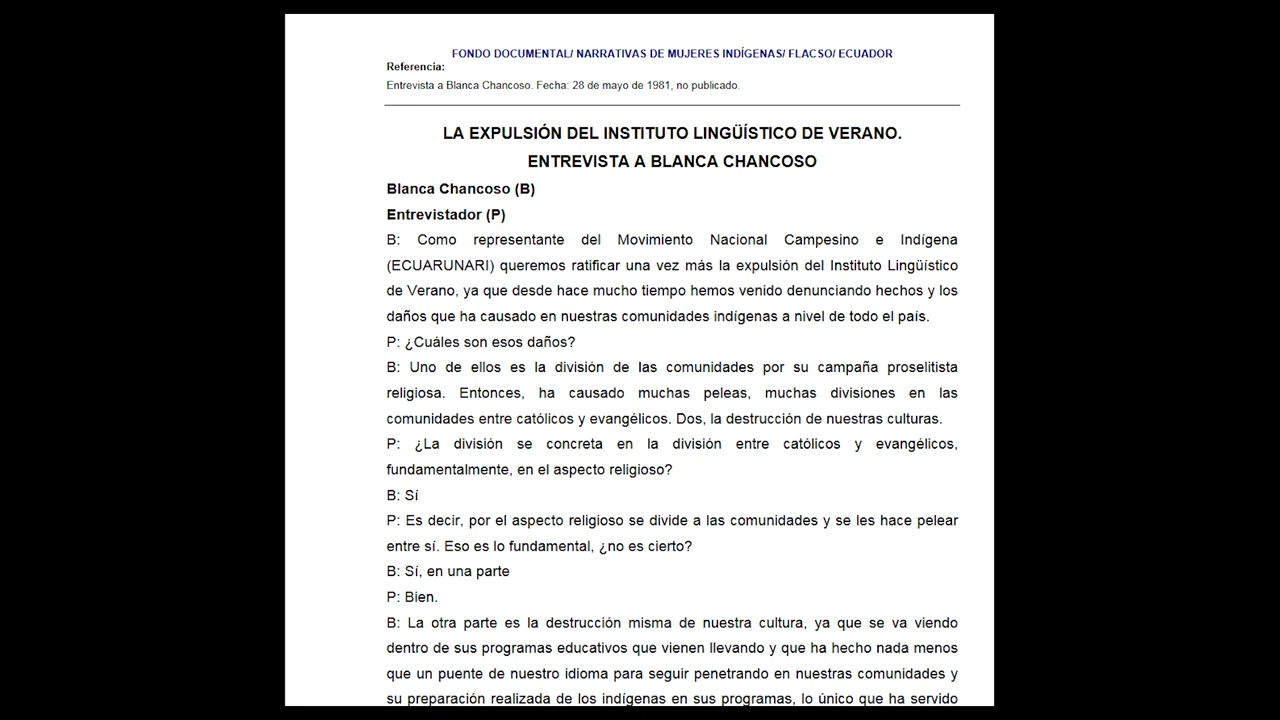 FONDO DOCUMENTAL/ NARRATIVAS DE MUJERES INDÍGENAS/ FLACSO/ ECUADOR
Referencia:
Entrevista a Blanca Chancoso. Fecha: 28 de mayo de 1981, no publicado.
LA EXPULSIÓN DEL INSTITUTO LINGÜÍSTICO DE VERANO.
ENTREVISTA A BLANCA CHANCOSO
Blanca Chancoso (B)
Entrevistador (P)
B: Como representante del Movimiento Nacional Campesino e Indígena
(ECUARUNARI) queremos ratificar una vez más la expulsión del Instituto Lingüístico
de Verano, ya que desde hace mucho tiempo hemos venido denunciando hechos y los
daños que ha causado en nuestras comunidades indígenas a nivel de todo el país.
P: ¿Cuáles son esos daños?
B: Uno de ellos es la división de las comunidades por su campaña proselitista
religiosa. Entonces, ha causado muchas peleas, muchas divisiones en las
comunidades entre católicos y evangélicos. Dos, la destrucción de nuestras culturas.
P: ¿La división se concreta en la división entre católicos y evangélicos,
fundamentalmente, en el aspecto religioso?
B: Sí
P: Es decir, por el aspecto religioso se divide a las comunidades y se les hace pelear
entre sí. Eso es lo fundamental, ¿no es cierto?
B: Sí, en una parte
P: Bien.
B: La otra parte es la destrucción misma de nuestra cultura, ya que se va viendo
dentro de sus programas educativos que vienen llevando y que ha hecho nada menos
que un puente de nuestro idioma para seguir penetrando en nuestras comunidades y
su preparación realizada de los indígenas en sus programas, lo único que ha servido